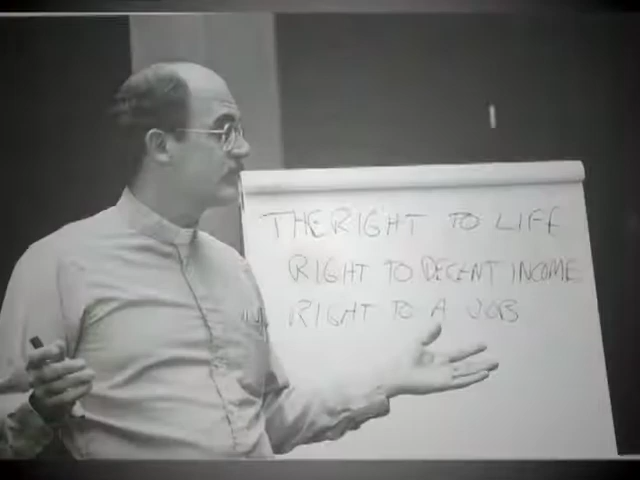 THE RIGHT TO LIFE
RIGHT TO DECENT INCOME
RIGHT TO A JOB